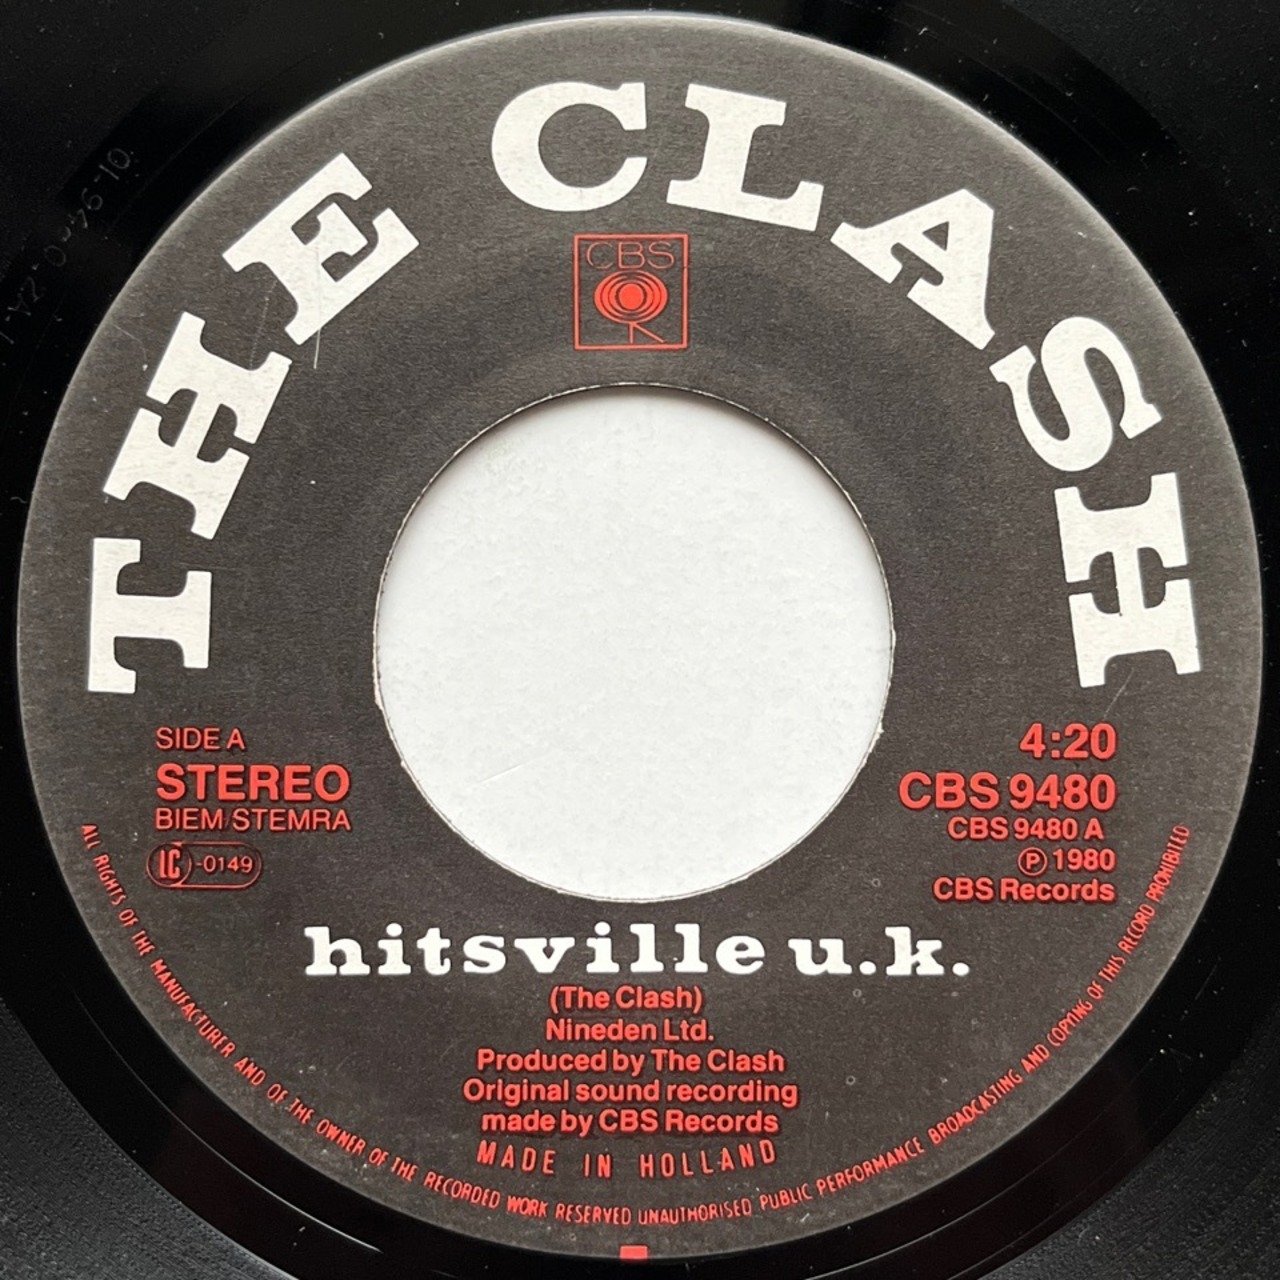 THE CLASH
CBS
SIDE A
STEREO
BIEM/STEMRA
LC-0149
4:20
CBS 9480
CBS 9480 A
℗ 1980
CBS Records
hitsville u.k.
(The Clash)
Nineden Ltd.
Produced by The Clash
Original sound recording
made by CBS Records
MADE IN HOLLAND
ALL RIGHTS OF THE MANUFACTURER AND OF THE OWNER OF THE RECORDED WORK RESERVED UNAUTHORISED PUBLIC PERFORMANCE BROADCASTING AND COPYING OF THIS RECORD PROHIBITED